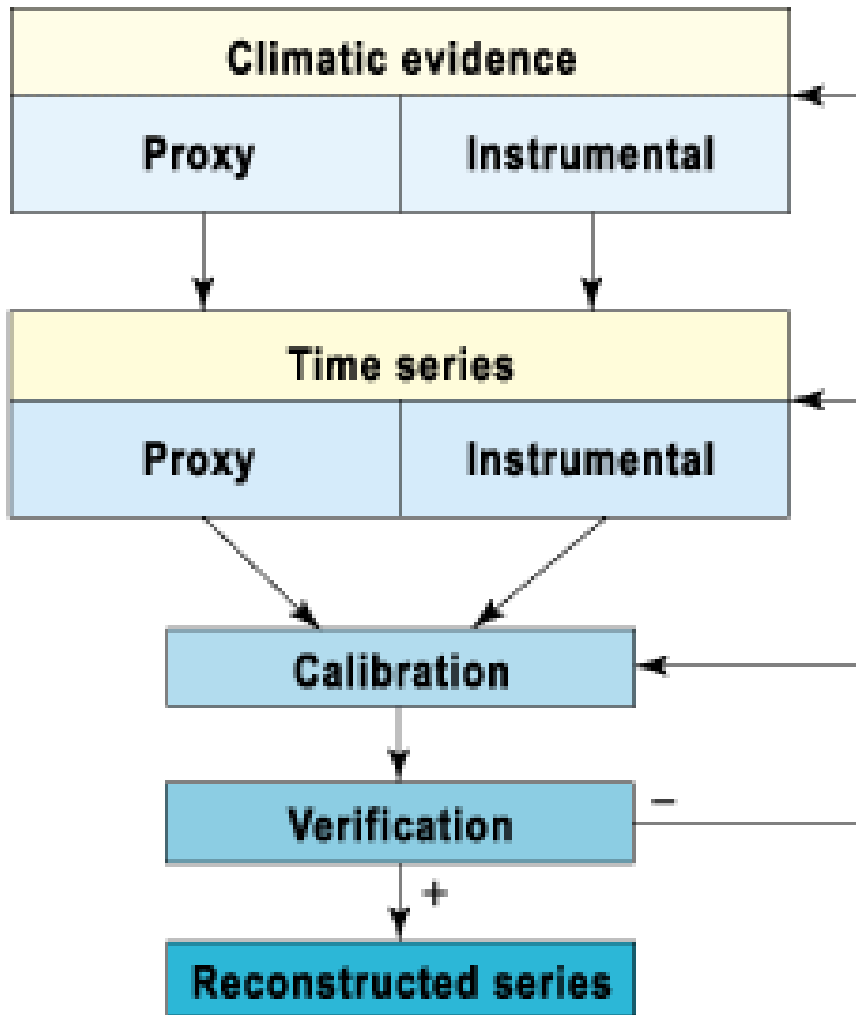 Climatic evidence
Proxy Instrumental
Time series
Proxy Instrumental
Calibration
Verification −
+
Reconstructed series